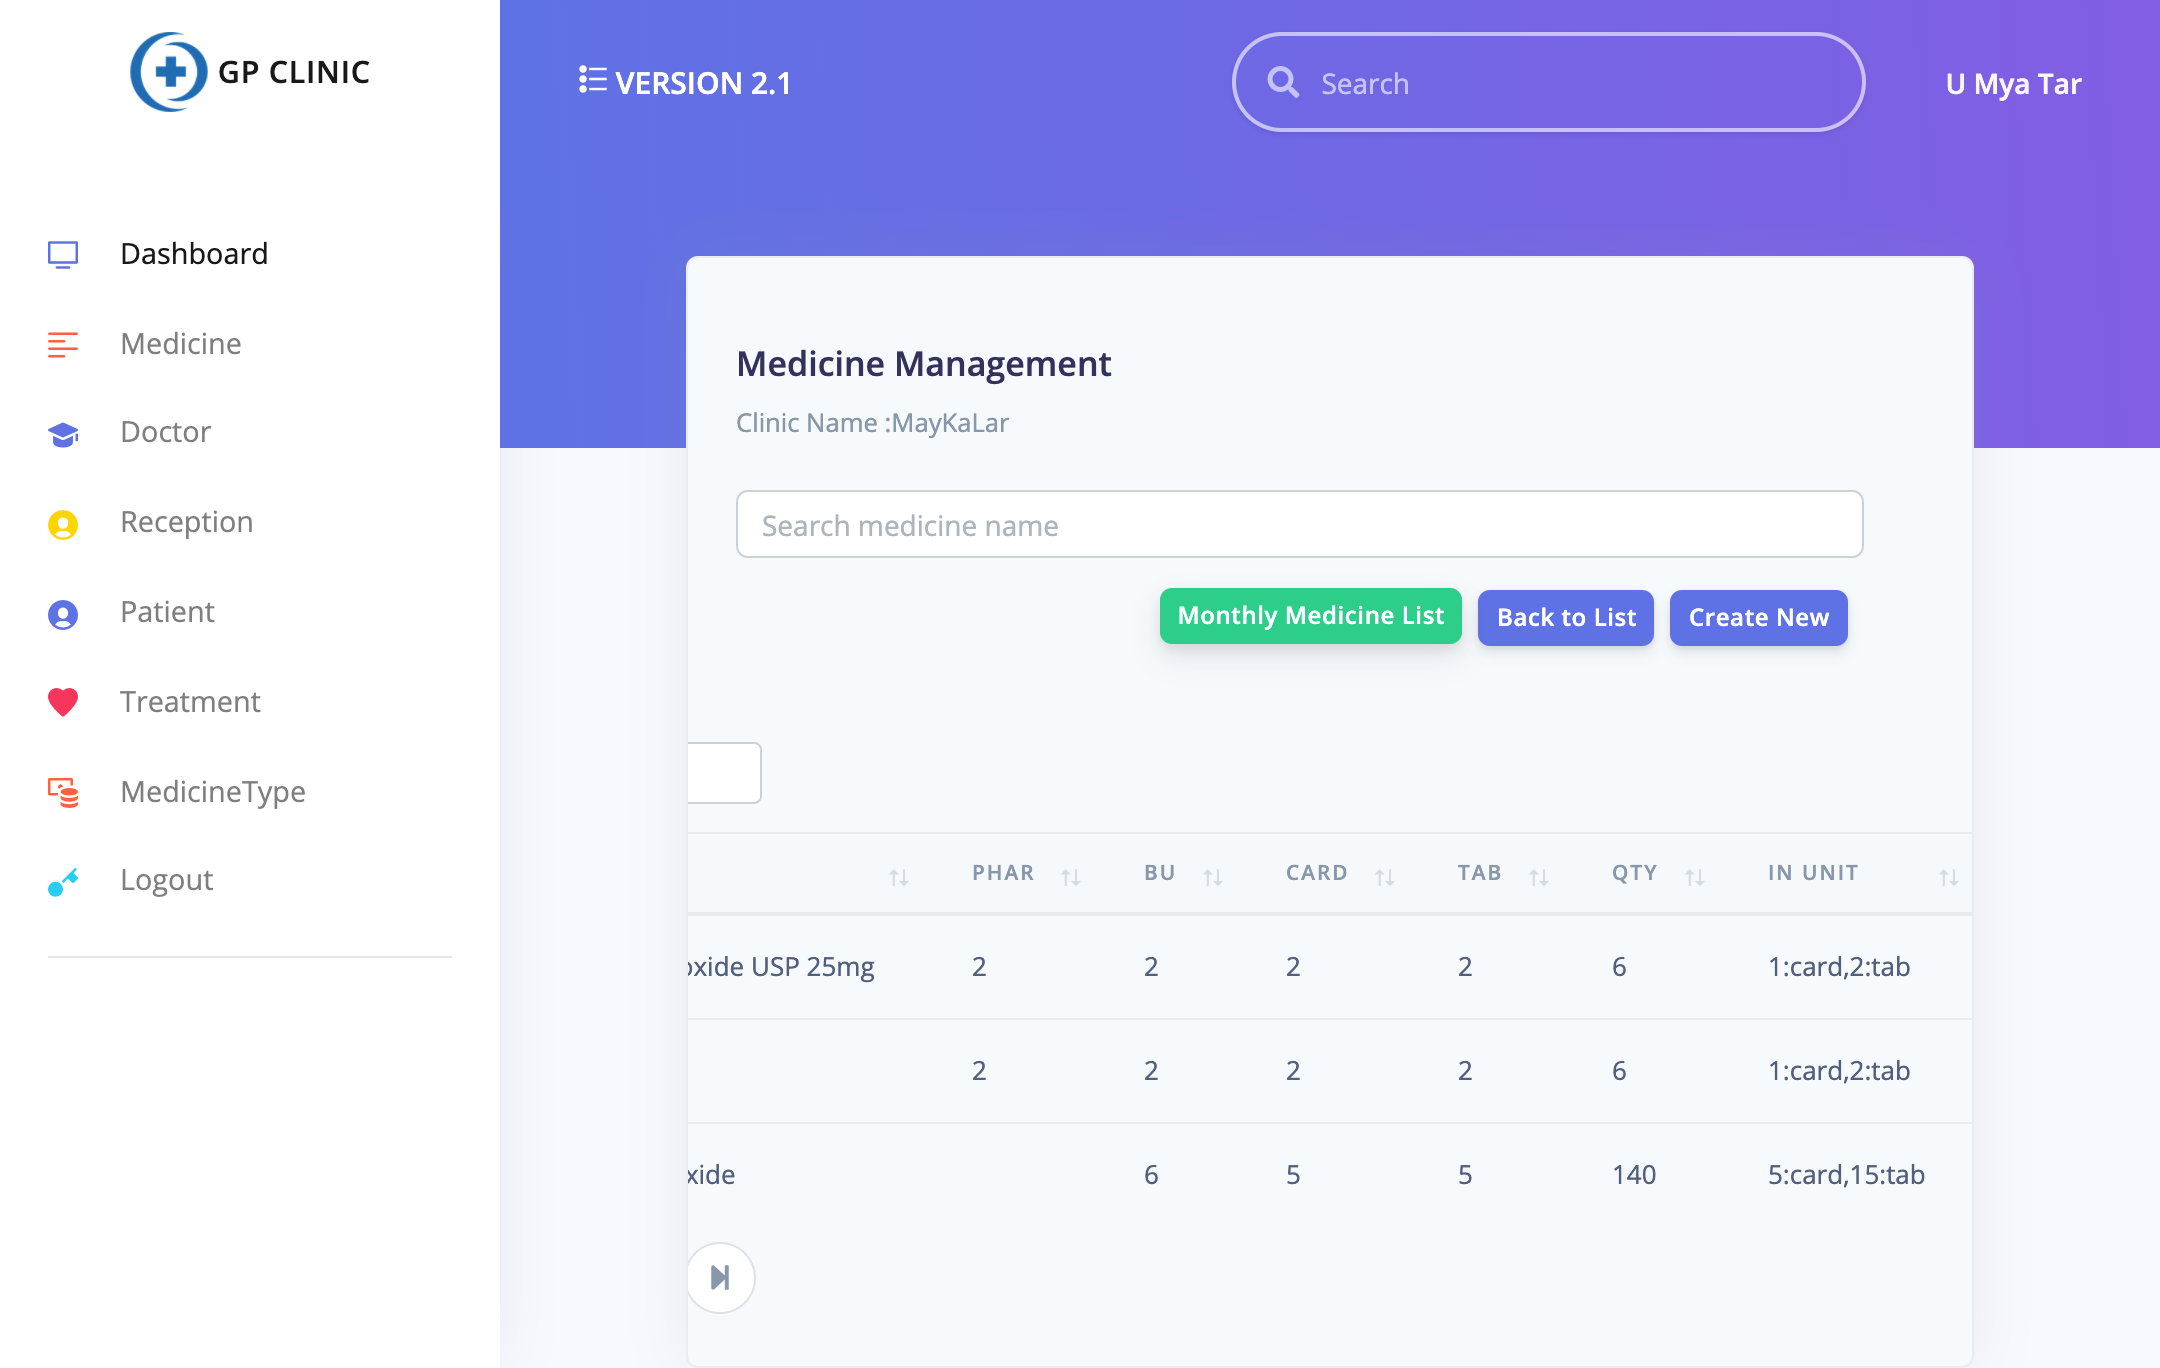 GP CLINIC
VERSION 2.1
Search
U Mya Tar
Dashboard
Medicine
Doctor
Reception
Patient
Treatment
MedicineType
Logout
Medicine Management
Clinic Name :MayKaLar
Search medicine name
Monthly Medicine List Back to List Create New
PHAR BU CARD TAB QTY IN UNIT
oxide USP 25mg 2 2 2 2 6 1:card,2:tab
2 2 2 2 6 1:card,2:tab
xide 6 5 5 140 5:card,15:tab